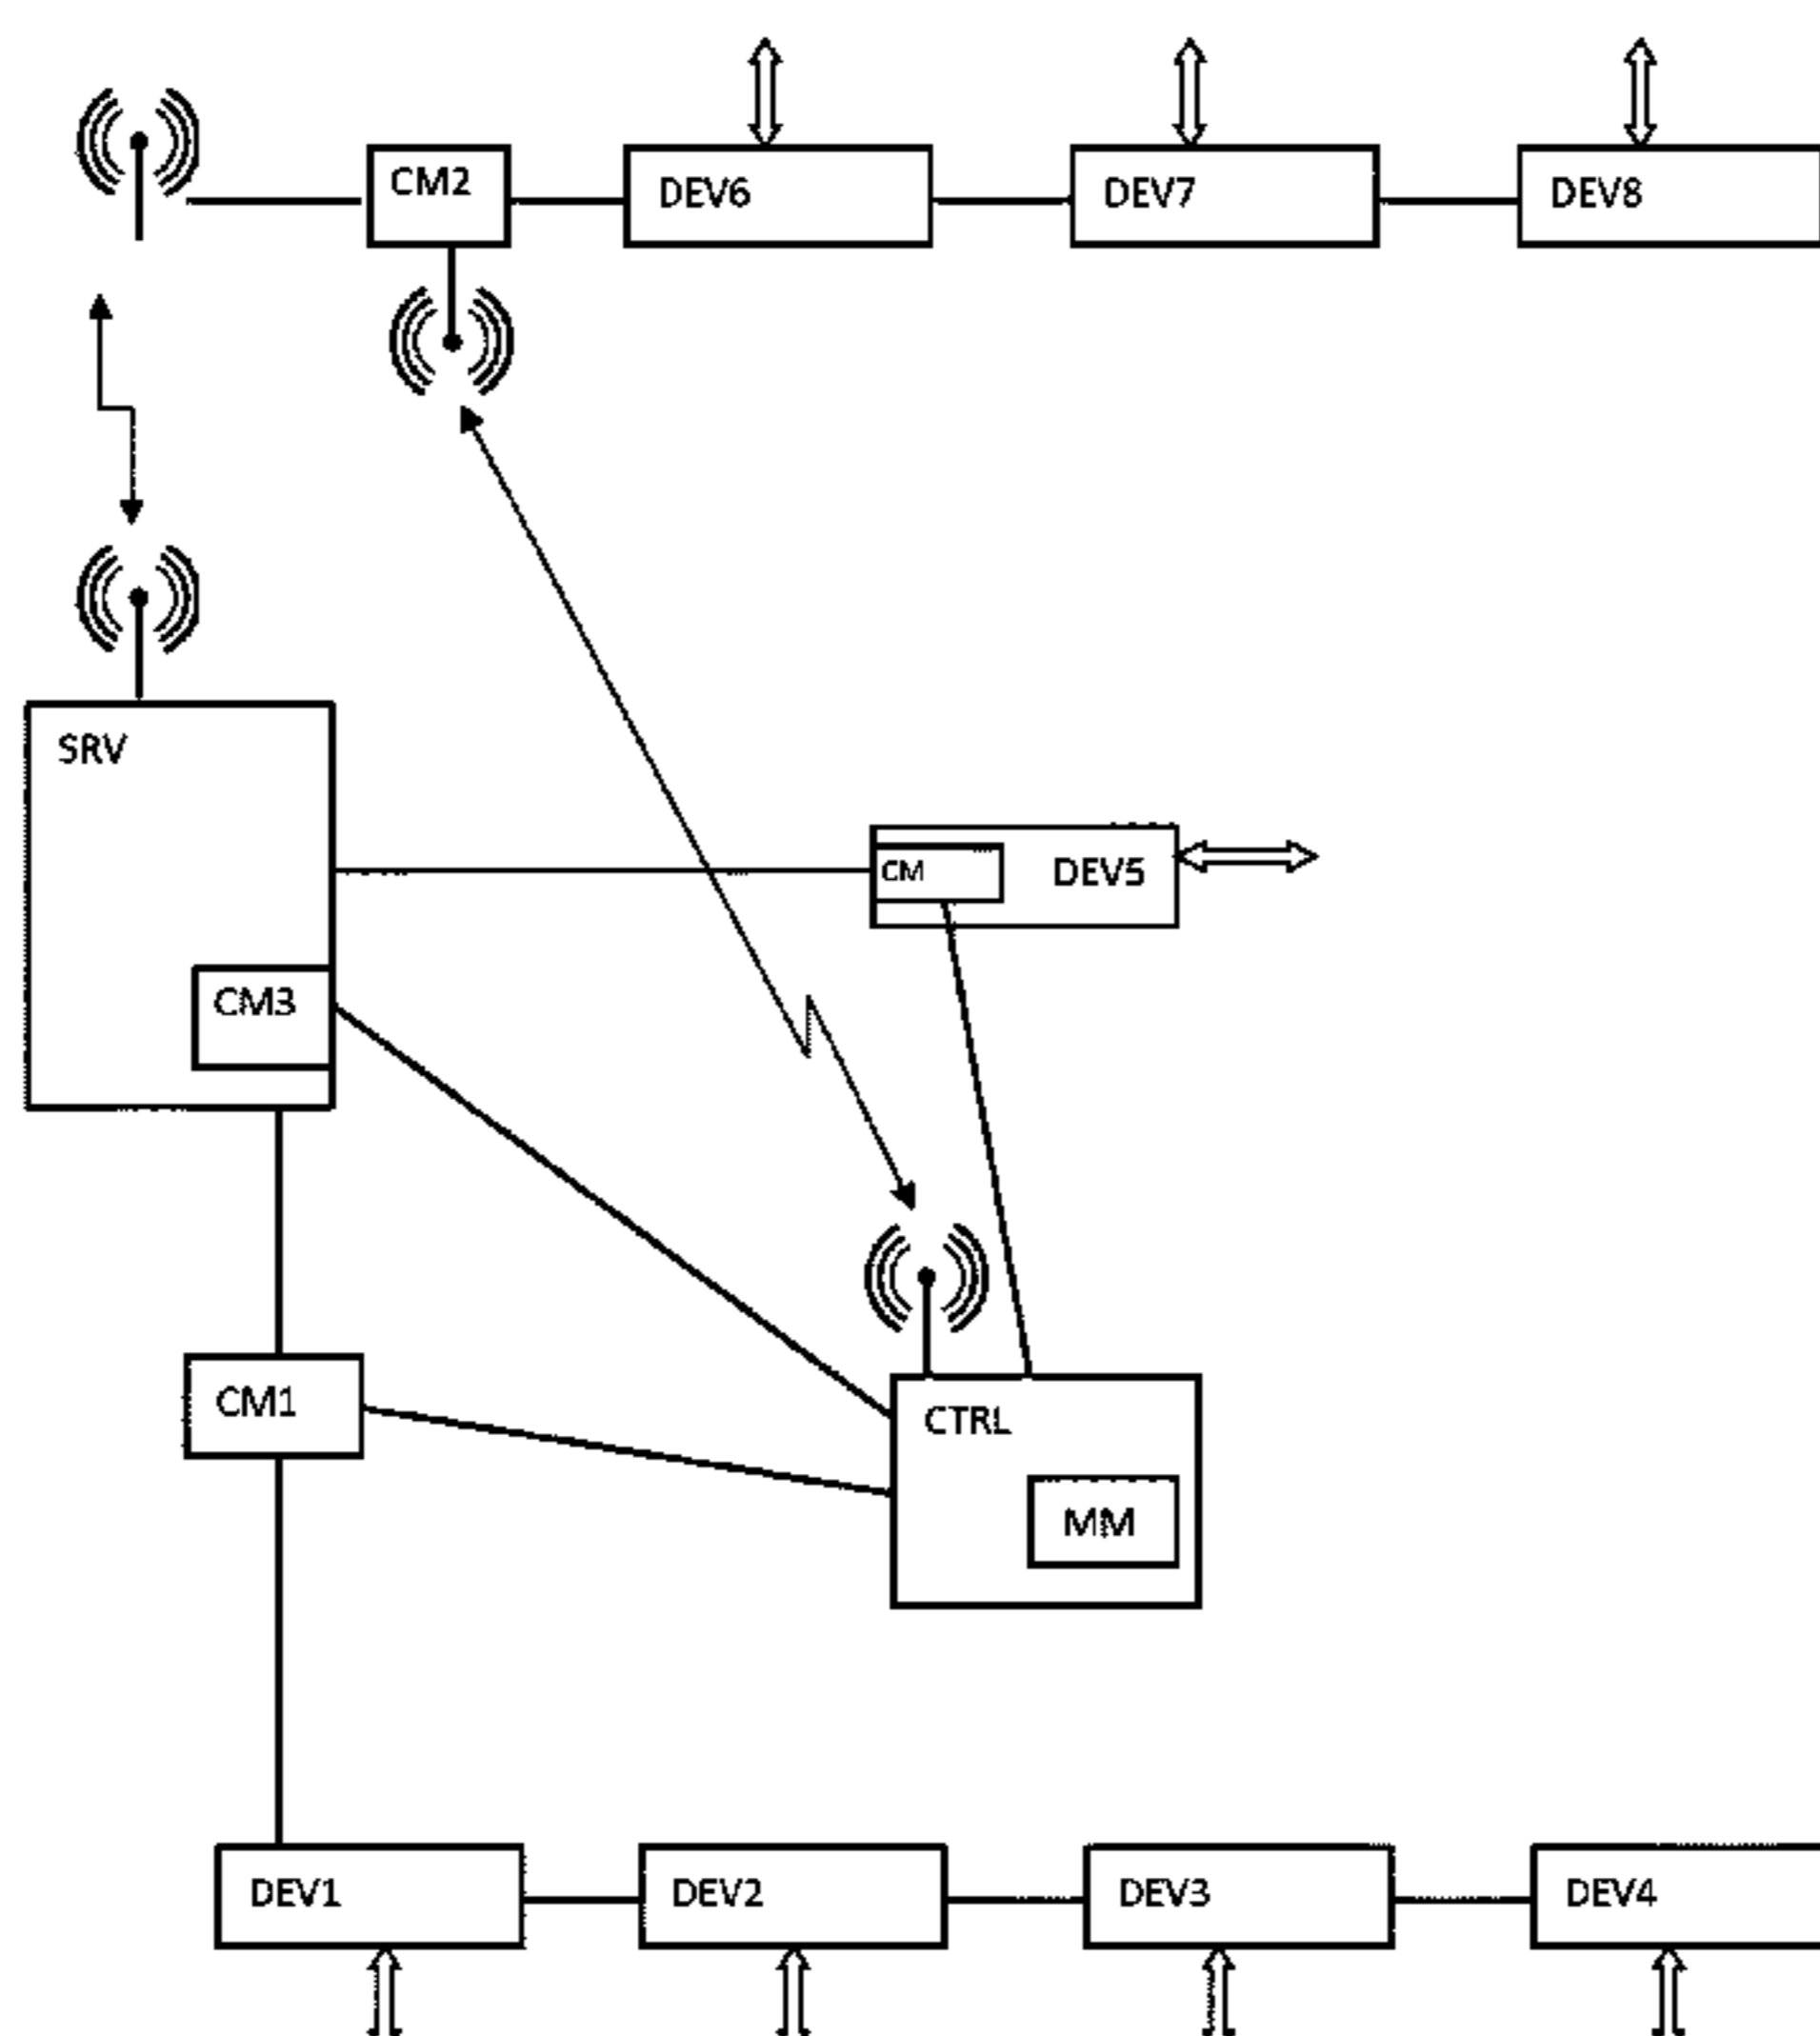 CM2
DEV6
DEV7
DEV8
SRV
CM
DEV5
CM3
CM1
CTRL
MM
DEV1
DEV2
DEV3
DEV4